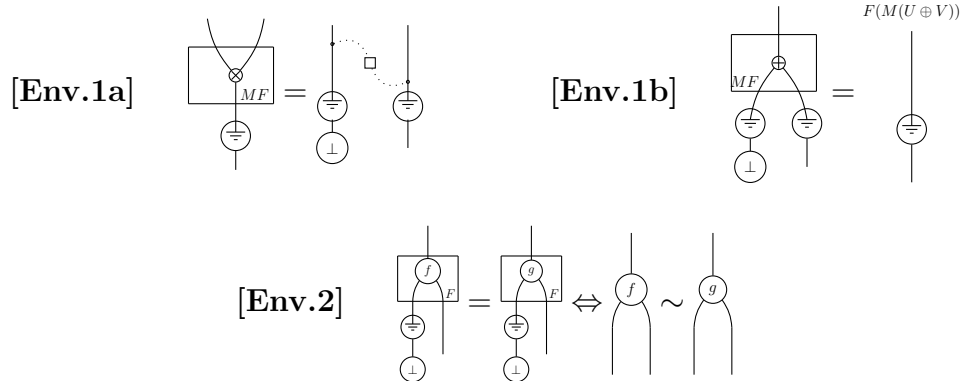 F(M(U ⊕ V))
[Env.1a] ⊗ MF = ⊥ [Env.1b] ⊕ MF = ⊥
[Env.2] f F ⊥ = g F ⊥ ⇔ f ∼ g